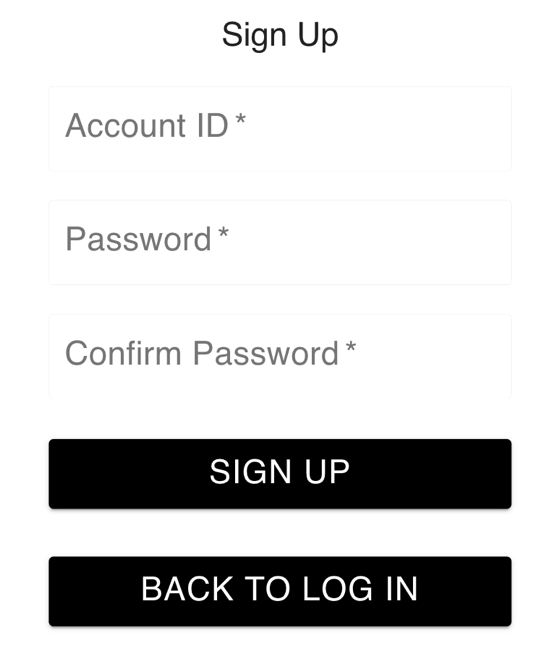 Sign Up
Account ID *
Password *
Confirm Password *
SIGN UP
BACK TO LOG IN